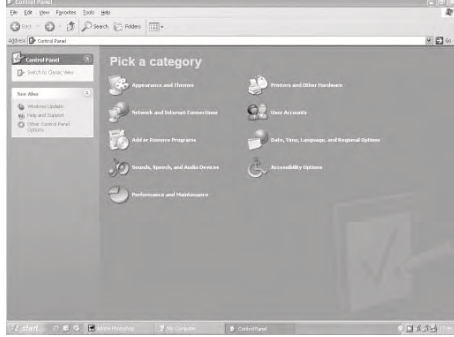 Control Panel
File Edit View Favorites Tools Help
Back Search Folders
Address Control Panel Go
Control Panel
Switch to Classic View
See Also
Windows Update
Help and Support
Other Control Panel
Options
Pick a category
Appearance and Themes
Printers and Other Hardware
Network and Internet Connections
User Accounts
Add or Remove Programs
Date, Time, Language, and Regional Options
Sounds, Speech, and Audio Devices
Accessibility Options
Performance and Maintenance
start Adobe Photoshop My Computer Control Panel